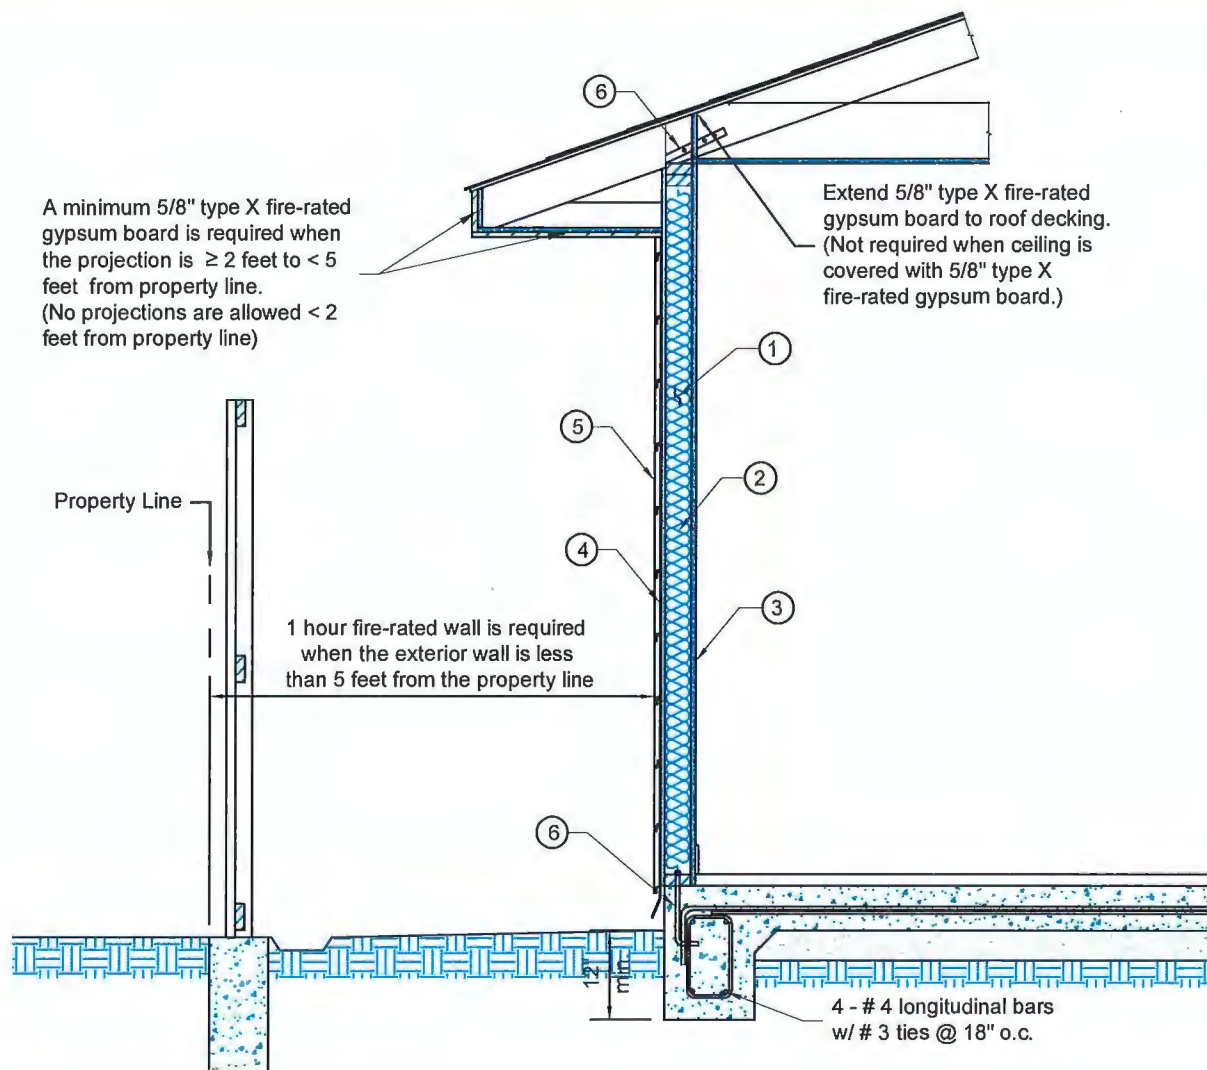 6
A minimum 5/8" type X fire-rated
gypsum board is required when
the projection is ≥ 2 feet to < 5
feet from property line.
(No projections are allowed < 2
feet from property line)
Extend 5/8" type X fire-rated
gypsum board to roof decking.
(Not required when ceiling is
covered with 5/8" type X
fire-rated gypsum board.)
1
5
2
Property Line
4
3
1 hour fire-rated wall is required
when the exterior wall is less
than 5 feet from the property line
6
12"
min.
4 - # 4 longitudinal bars
w/ # 3 ties @ 18" o.c.